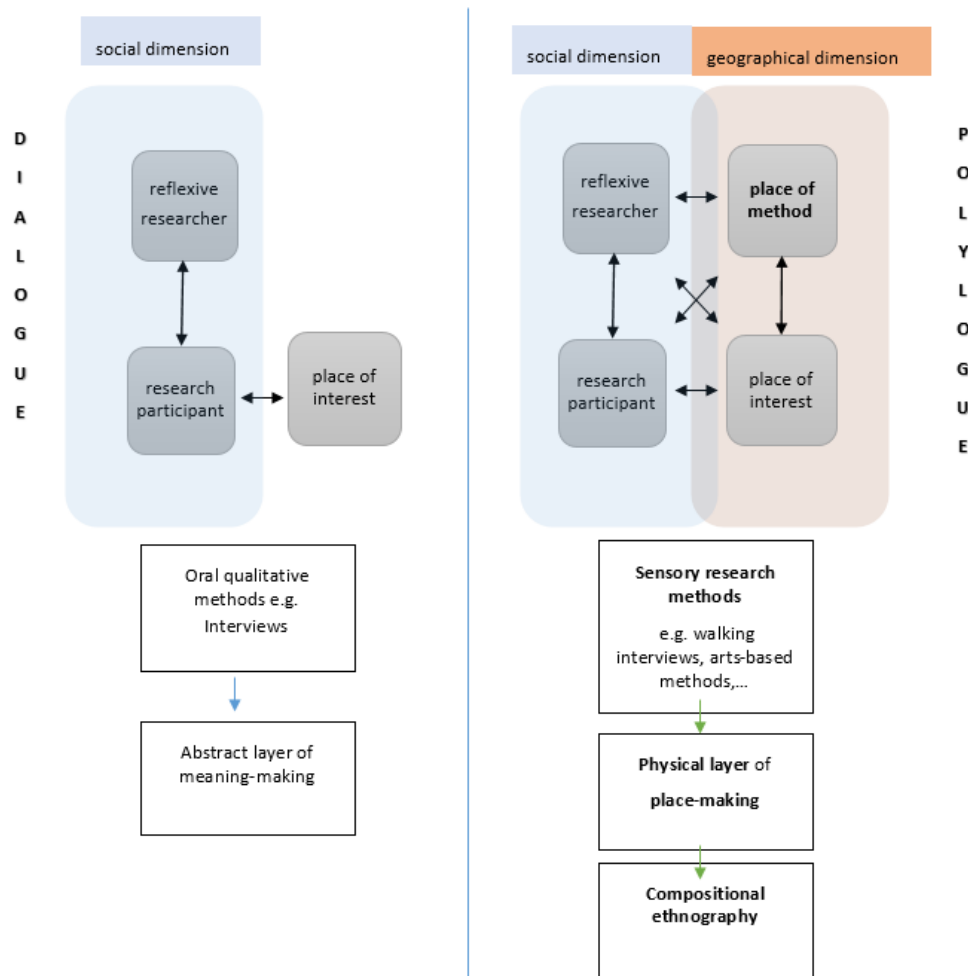 social dimension
DIALOGUE
reflexive
researcher
research
participant
place of
interest
Oral qualitative
methods e.g.
Interviews
Abstract layer of
meaning-making
social dimension
geographical dimension
POLYLOGUE
reflexive
researcher
place of
method
research
participant
place of
interest
Sensory research
methods
e.g. walking
interviews, arts-based
methods,...
Physical layer of
place-making
Compositional
ethnography